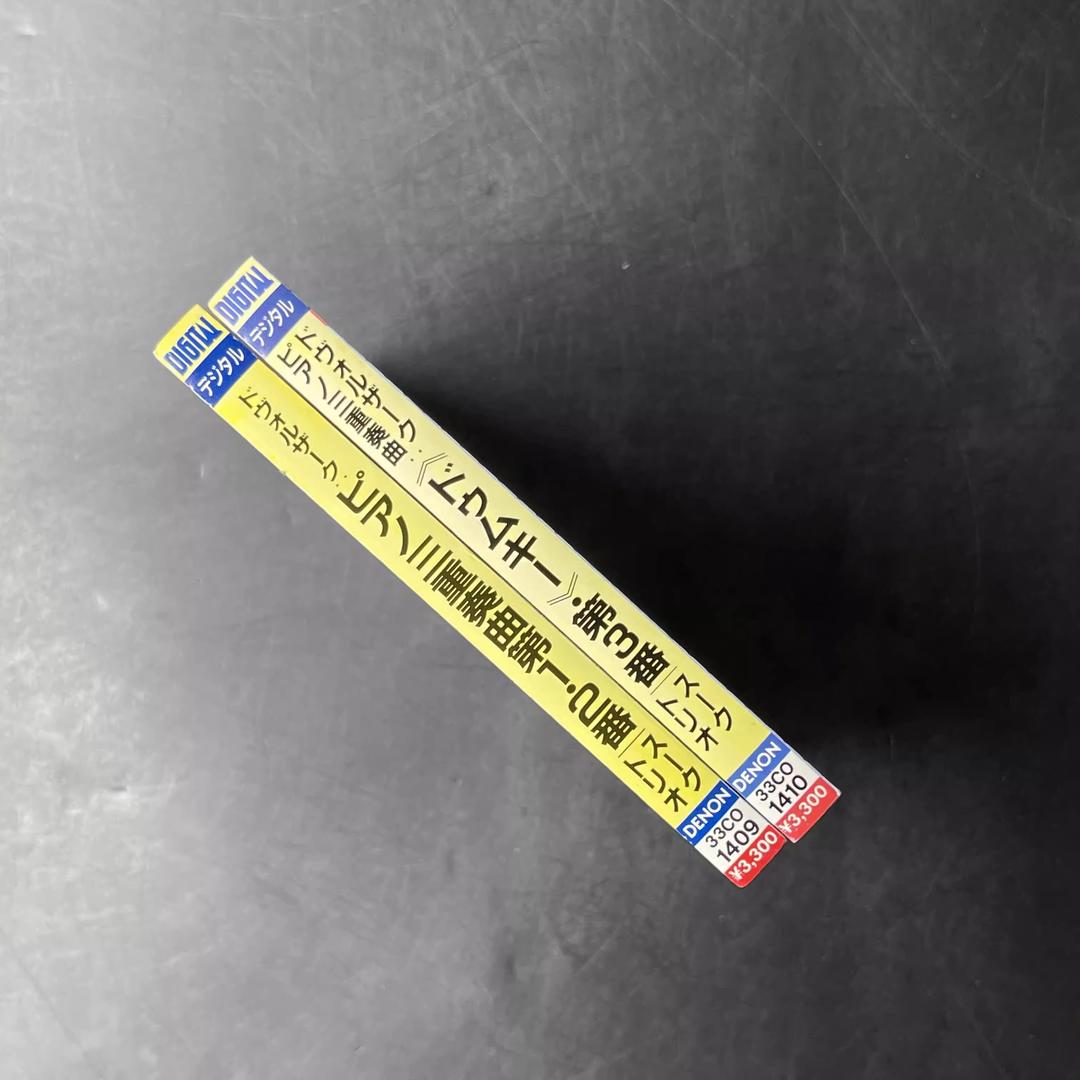 DIGITAL
デジタル
ドヴォルザーク:
ピアノ三重奏曲
《ドゥムキー》・第3番
スーク
トリオ
DENON
33CO
1410
¥3,300
DIGITAL
デジタル
ドヴォルザーク:
ピアノ三重奏曲第1・2番
スーク
トリオ
DENON
33CO
1409
¥3,300